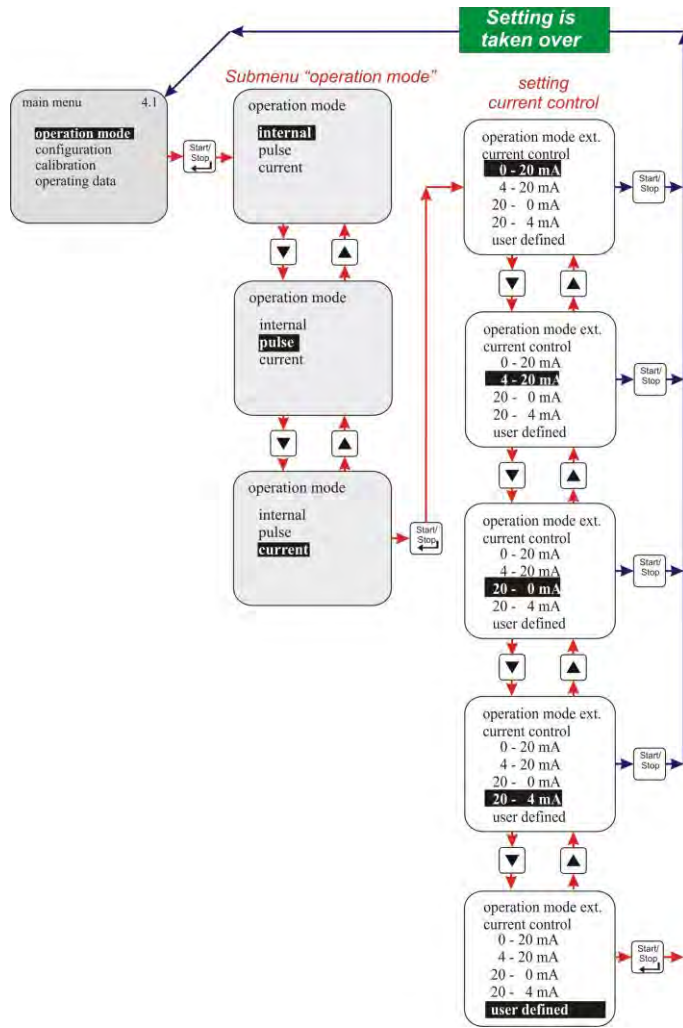 Setting is
taken over
Submenu "operation mode"
setting
current control
main menu 4.1
operation mode
configuration
calibration
operating data
Start/
Stop
operation mode
internal
pulse
current
operation mode
internal
pulse
current
operation mode
internal
pulse
current
Start/
Stop
operation mode ext.
current control
0 - 20 mA
4 - 20 mA
20 - 0 mA
20 - 4 mA
user defined
Start/
Stop
operation mode ext.
current control
0 - 20 mA
4 - 20 mA
20 - 0 mA
20 - 4 mA
user defined
Start/
Stop
operation mode ext.
current control
0 - 20 mA
4 - 20 mA
20 - 0 mA
20 - 4 mA
user defined
Start/
Stop
operation mode ext.
current control
0 - 20 mA
4 - 20 mA
20 - 0 mA
20 - 4 mA
user defined
Start/
Stop
operation mode ext.
current control
0 - 20 mA
4 - 20 mA
20 - 0 mA
20 - 4 mA
user defined
Start/
Stop